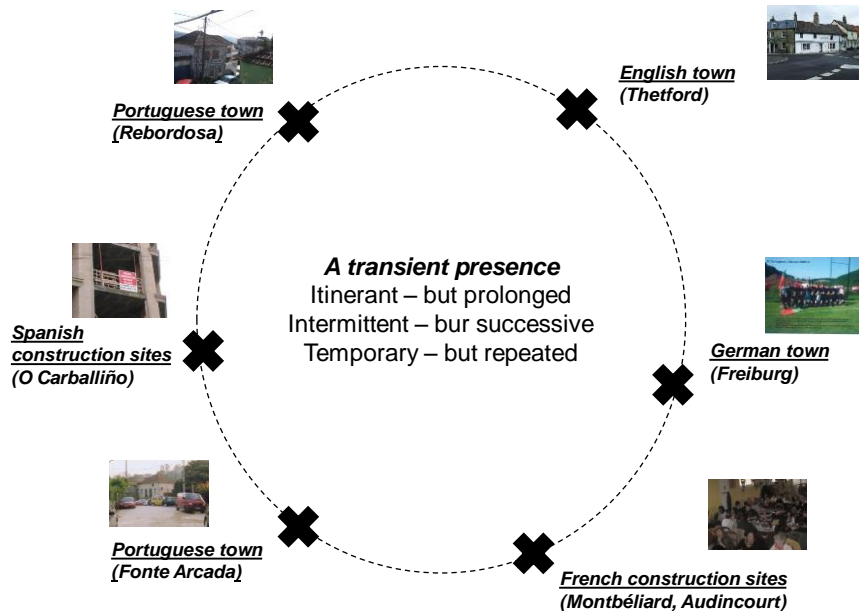 English town
(Thetford)
Portuguese town
(Rebordosa)
A transient presence
Itinerant – but prolonged
Intermittent – bur successive
Temporary – but repeated
Spanish
construction sites
(O Carballiño)
German town
(Freiburg)
Portuguese town
(Fonte Arcada)
French construction sites
(Montbéliard, Audincourt)